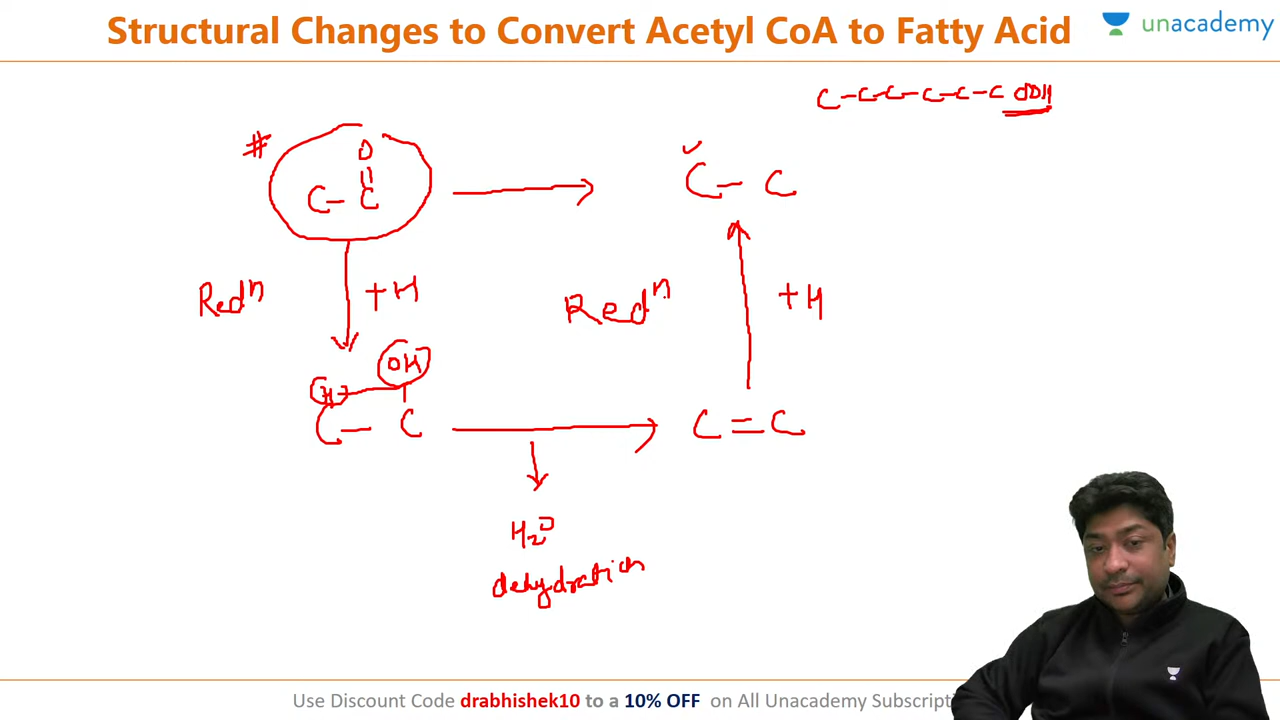 Structural Changes to Convert Acetyl CoA to Fatty Acid
unacademy
C-C-C-C-C-C OOH
#
O
C-C
C-C
Redⁿ
+H
Redⁿ
+H
OH
H
C-C
C=C
H₂O
dehydration
Use Discount Code drabhishek10 to a 10% OFF on All Unacademy Subscripti